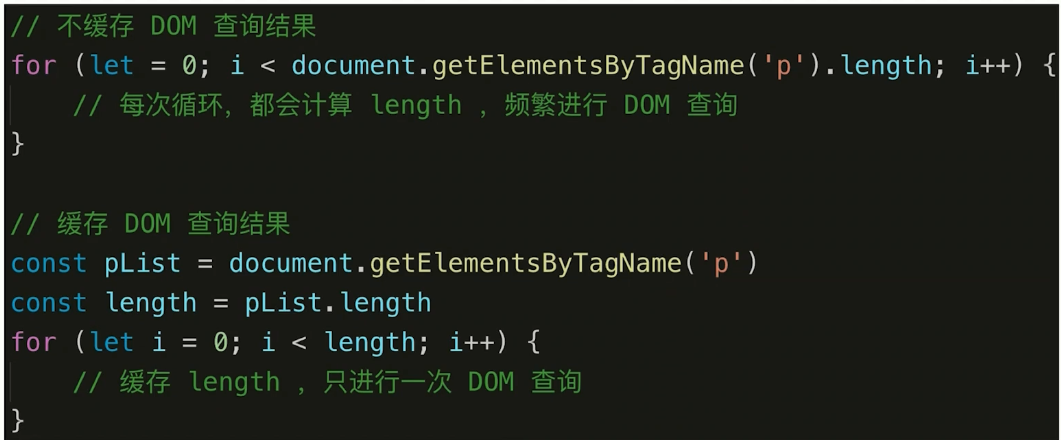 // 不缓存 DOM 查询结果
for (let = 0; i < document.getElementsByTagName('p').length; i++) {
    // 每次循环，都会计算 length ，频繁进行 DOM 查询
}

// 缓存 DOM 查询结果
const pList = document.getElementsByTagName('p')
const length = pList.length
for (let i = 0; i < length; i++) {
    // 缓存 length ，只进行一次 DOM 查询
}